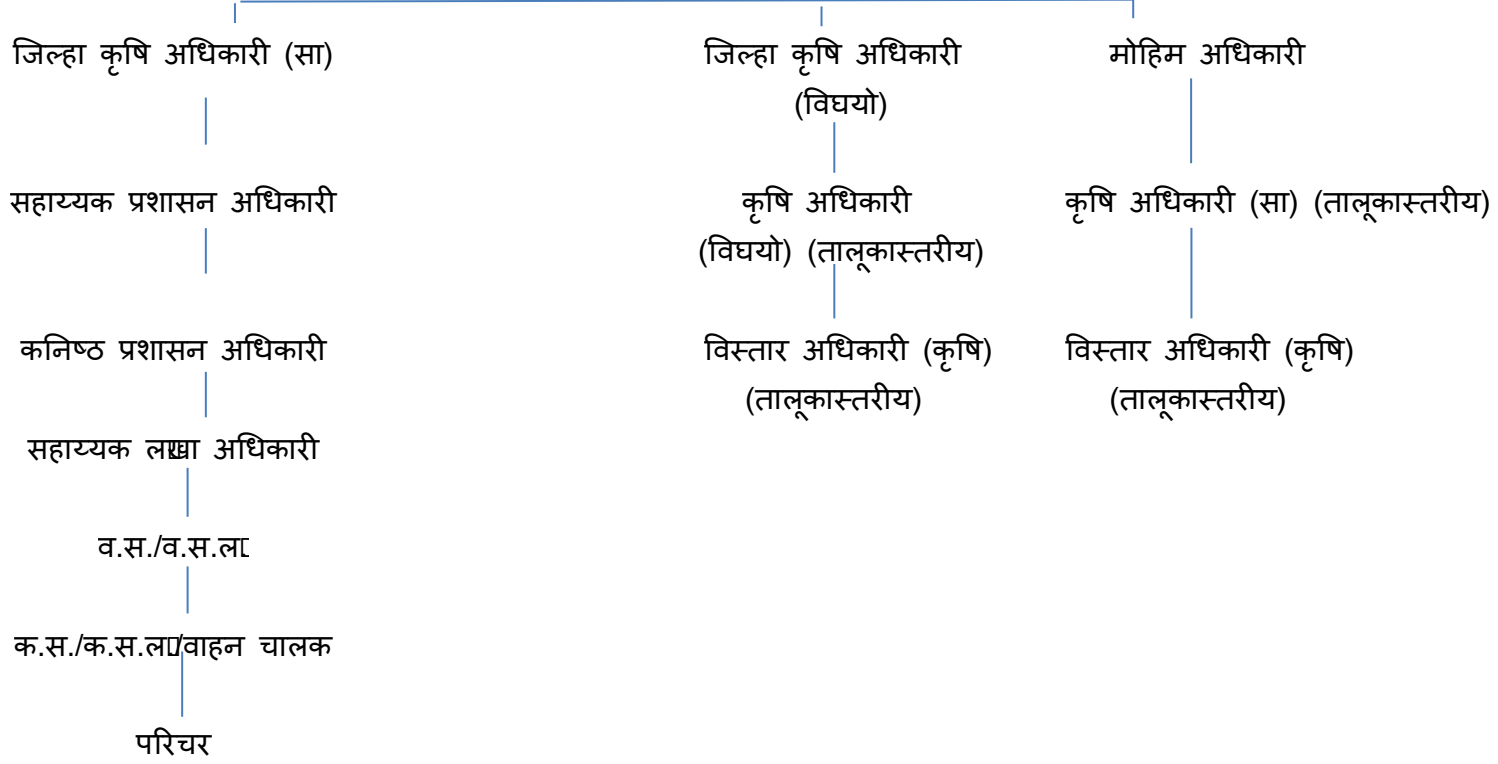 जिल्हा कृषि अधिकारी (सा)
जिल्हा कृषि अधिकारी
(विघयो)
मोहिम अधिकारी
सहाय्यक प्रशासन अधिकारी
कृषि अधिकारी
(विघयो) (तालूकास्तरीय)
कृषि अधिकारी (सा) (तालूकास्तरीय)
कनिष्ठ प्रशासन अधिकारी
विस्तार अधिकारी (कृषि)
(तालूकास्तरीय)
विस्तार अधिकारी (कृषि)
(तालूकास्तरीय)
सहाय्यक अधिकारी
व.स./
क.स./ /वाहन चालक
परिचर